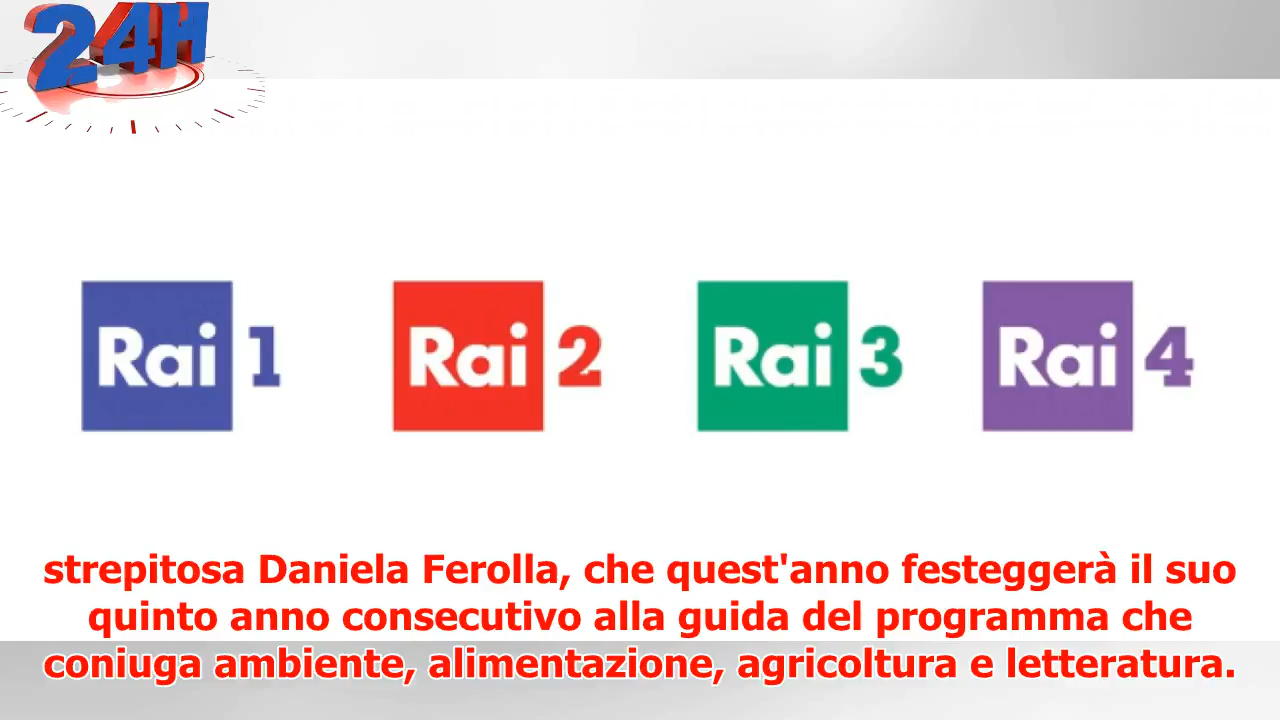 24H
Rai 1
Rai 2
Rai 3
Rai 4
strepitosa Daniela Ferolla, che quest'anno festeggerà il suo
quinto anno consecutivo alla guida del programma che
coniuga ambiente, alimentazione, agricoltura e letteratura.